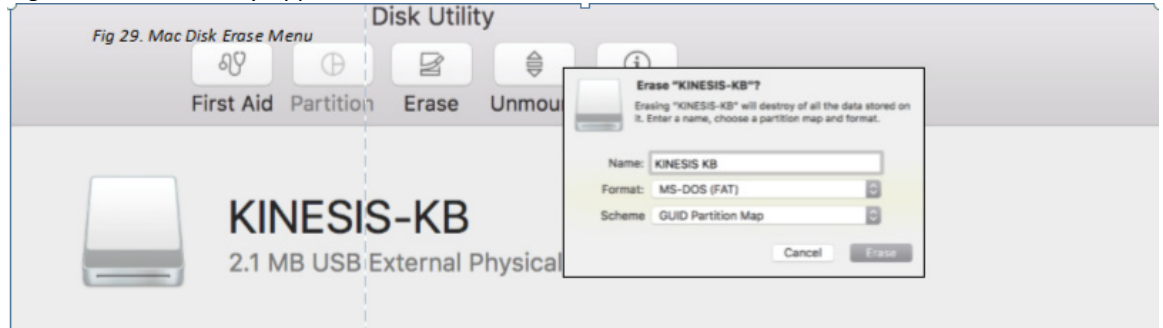 Disk Utility
Fig 29. Mac Disk Erase Menu
First Aid Partition Erase Unmou
KINESIS-KB
2.1 MB USB External Physical
Erase "KINESIS-KB"?
Erasing "KINESIS-KB" will destroy of all the data stored on
it. Enter a name, choose a partition map and format.
Name: KINESIS KB
Format: MS-DOS (FAT)
Scheme GUID Partition Map
Cancel Erase